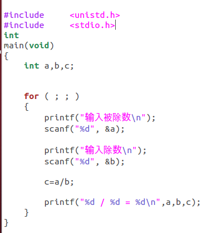 #include <unistd.h>
#include <stdio.h>
int
main(void)
{
int a,b,c;
for ( ; ; )
{
printf("输入被除数\n");
scanf("%d", &a);
printf("输入除数\n");
scanf("%d", &b);
c=a/b;
printf("%d / %d = %d\n",a,b,c);
}
}